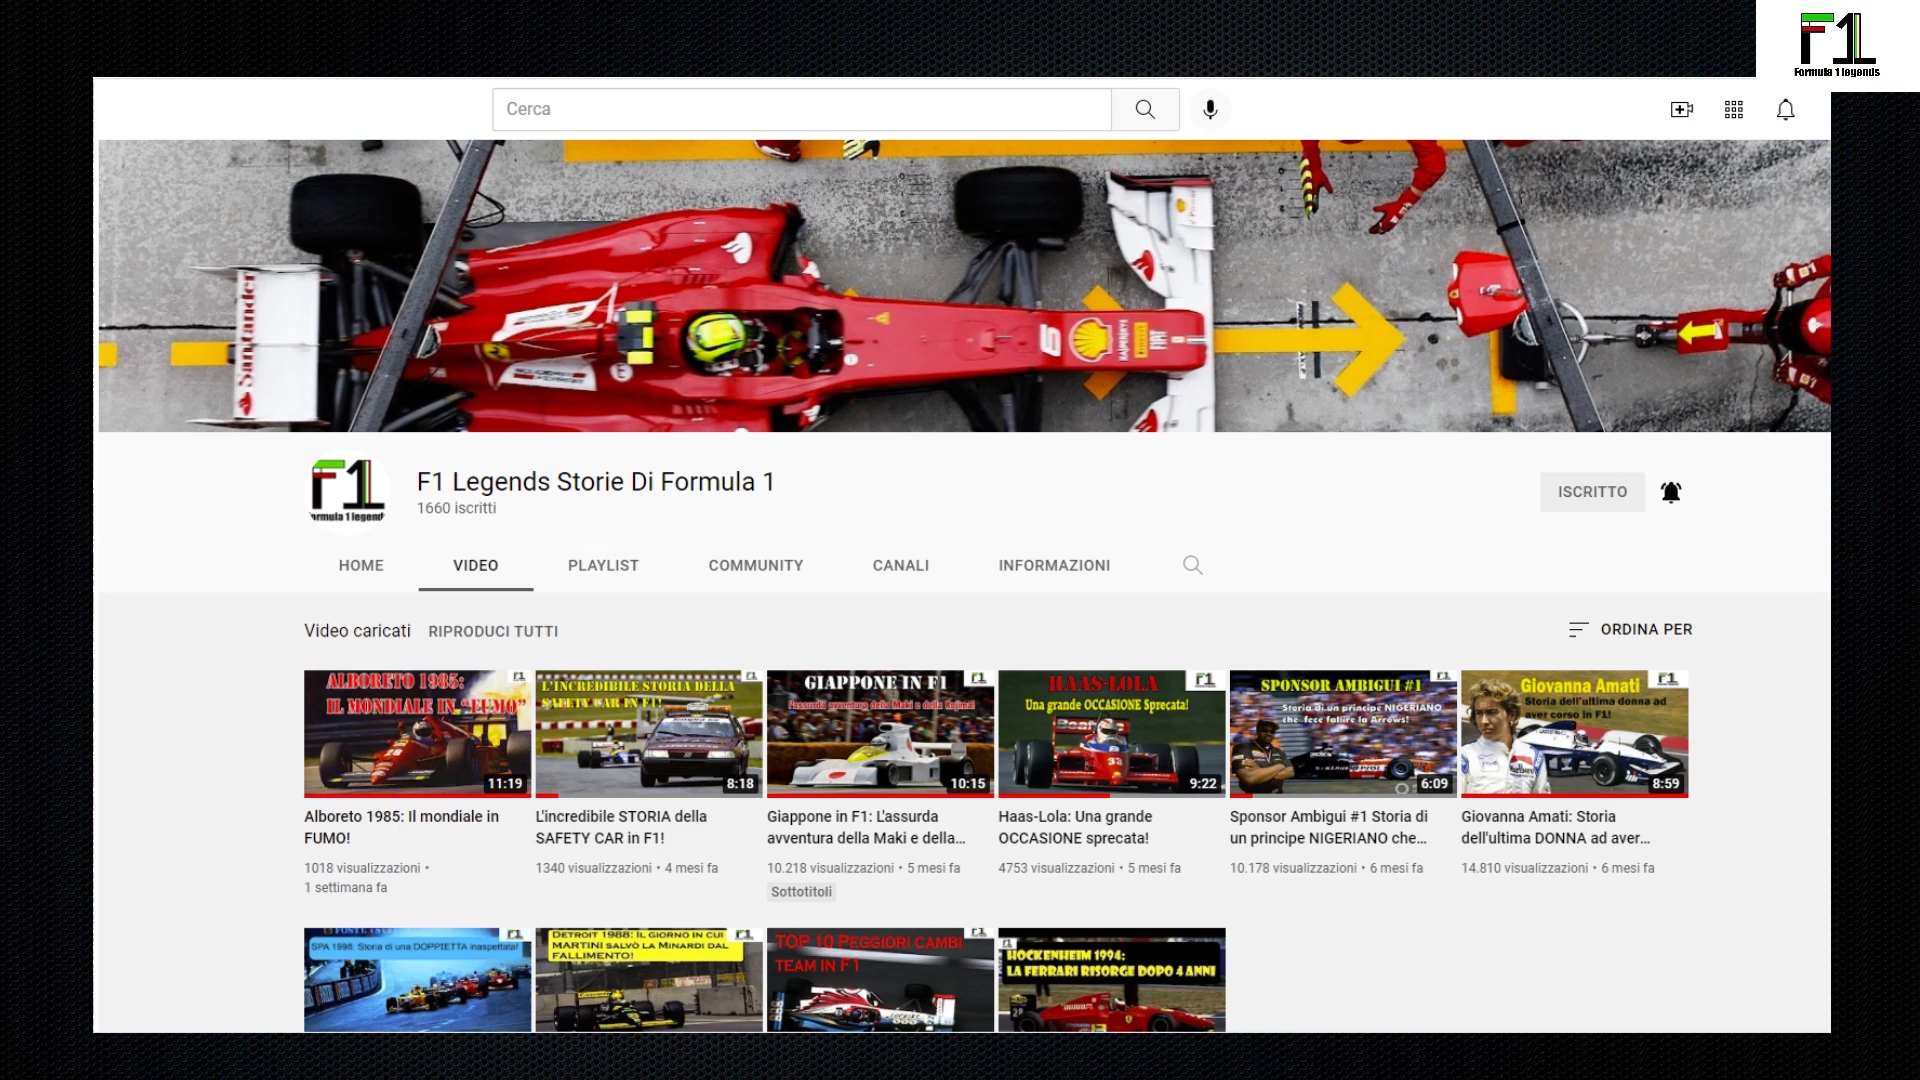 F1
Formula 1 legends
Cerca
Santander
FIAT
F1 Legends Storie Di Formula 1
1660 iscritti
ISCRITTO
HOME
VIDEO
PLAYLIST
COMMUNITY
CANALI
INFORMAZIONI
Video caricati
RIPRODUCI TUTTI
ORDINA PER
ALBORETO 1985:
IL MONDIALE IN "FUMO"
11:19
L'INCREDIBILE STORIA DELLA
SAFETY CAR IN F1!
8:18
GIAPPONE IN F1
l'assurda avventura della Maki e della Kojima!
10:15
HAAS-LOLA
Una grande OCCASIONE Sprecata!
9:22
SPONSOR AMBIGUI #1
Storia di un principe NIGERIANO
che fece fallire la Arrows!
6:09
Giovanna Amati
Storia dell'ultima donna ad
aver corso in F1!
8:59
Alboreto 1985: Il mondiale in
FUMO!
1018 visualizzazioni •
1 settimana fa
L'incredibile STORIA della
SAFETY CAR in F1!
1340 visualizzazioni • 4 mesi fa
Giappone in F1: L'assurda
avventura della Maki e della...
10.218 visualizzazioni • 5 mesi fa
Sottotitoli
Haas-Lola: Una grande
OCCASIONE sprecata!
4753 visualizzazioni • 5 mesi fa
Sponsor Ambigui #1 Storia di
un principe NIGERIANO che...
10.178 visualizzazioni • 6 mesi fa
Giovanna Amati: Storia
dell'ultima DONNA ad aver...
14.810 visualizzazioni • 6 mesi fa
SPA 1998: Storia di una DOPPIETTA inaspettata!
DETROIT 1988: IL GIORNO IN CUI
MARTINI SALVÒ LA MINARDI DAL
FALLIMENTO!
TOP 10 PEGGIORI CAMBI
TEAM IN F1
HOCKENHEIM 1994:
LA FERRARI RISORGE DOPO 4 ANNI